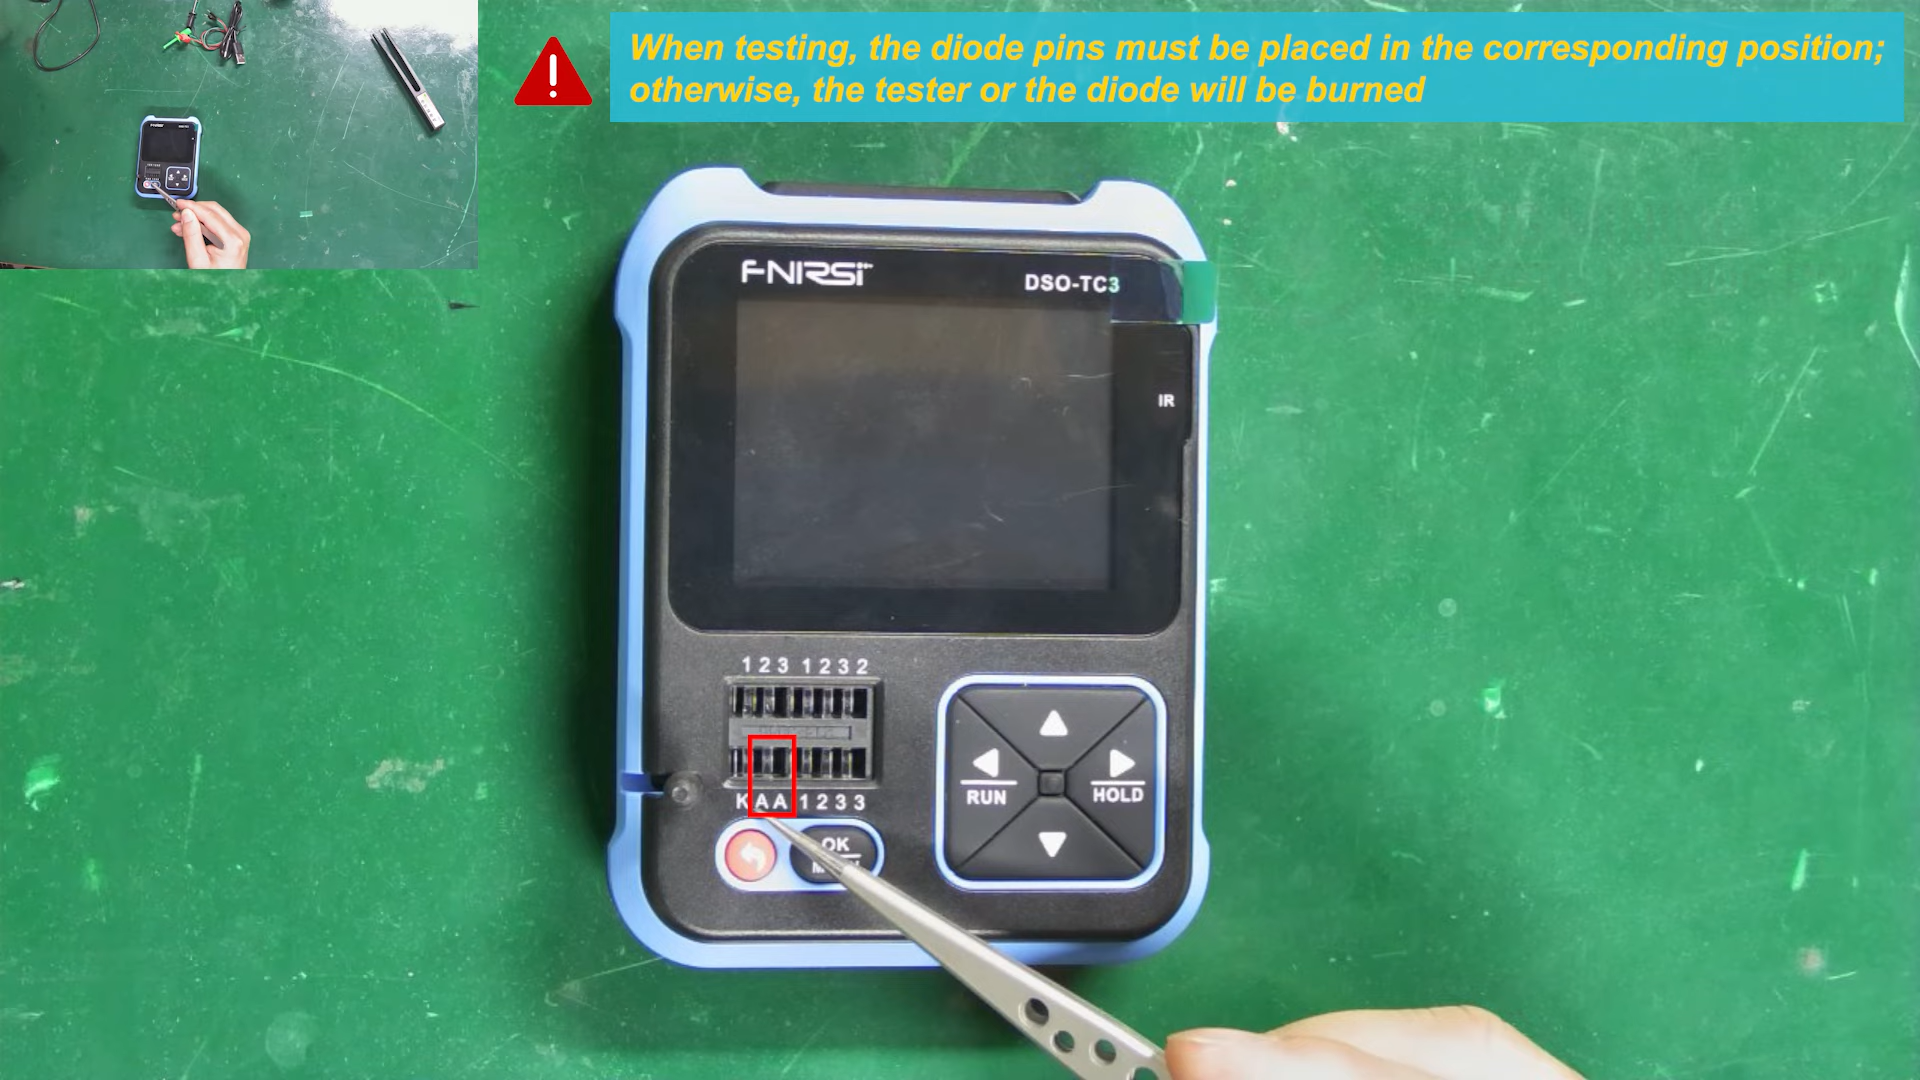 When testing, the diode pins must be placed in the corresponding position;
otherwise, the tester or the diode will be burned
FNIRSI
DSO-TC3
IR
1 2 3 1 2 3 2
K A A 1 2 3 3
OK
RUN
HOLD